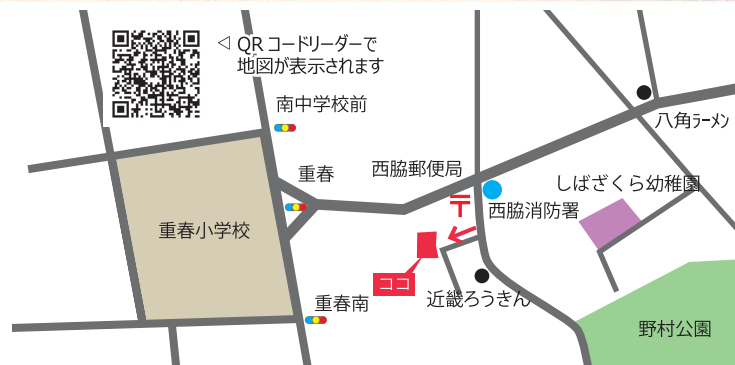 ◁ QRコードリーダーで
地図が表示されます
南中学校前
八角ラーメン
重春
西脇郵便局
しばざくら幼稚園
〒
西脇消防署
重春小学校
ココ
近畿ろうきん
重春南
野村公園